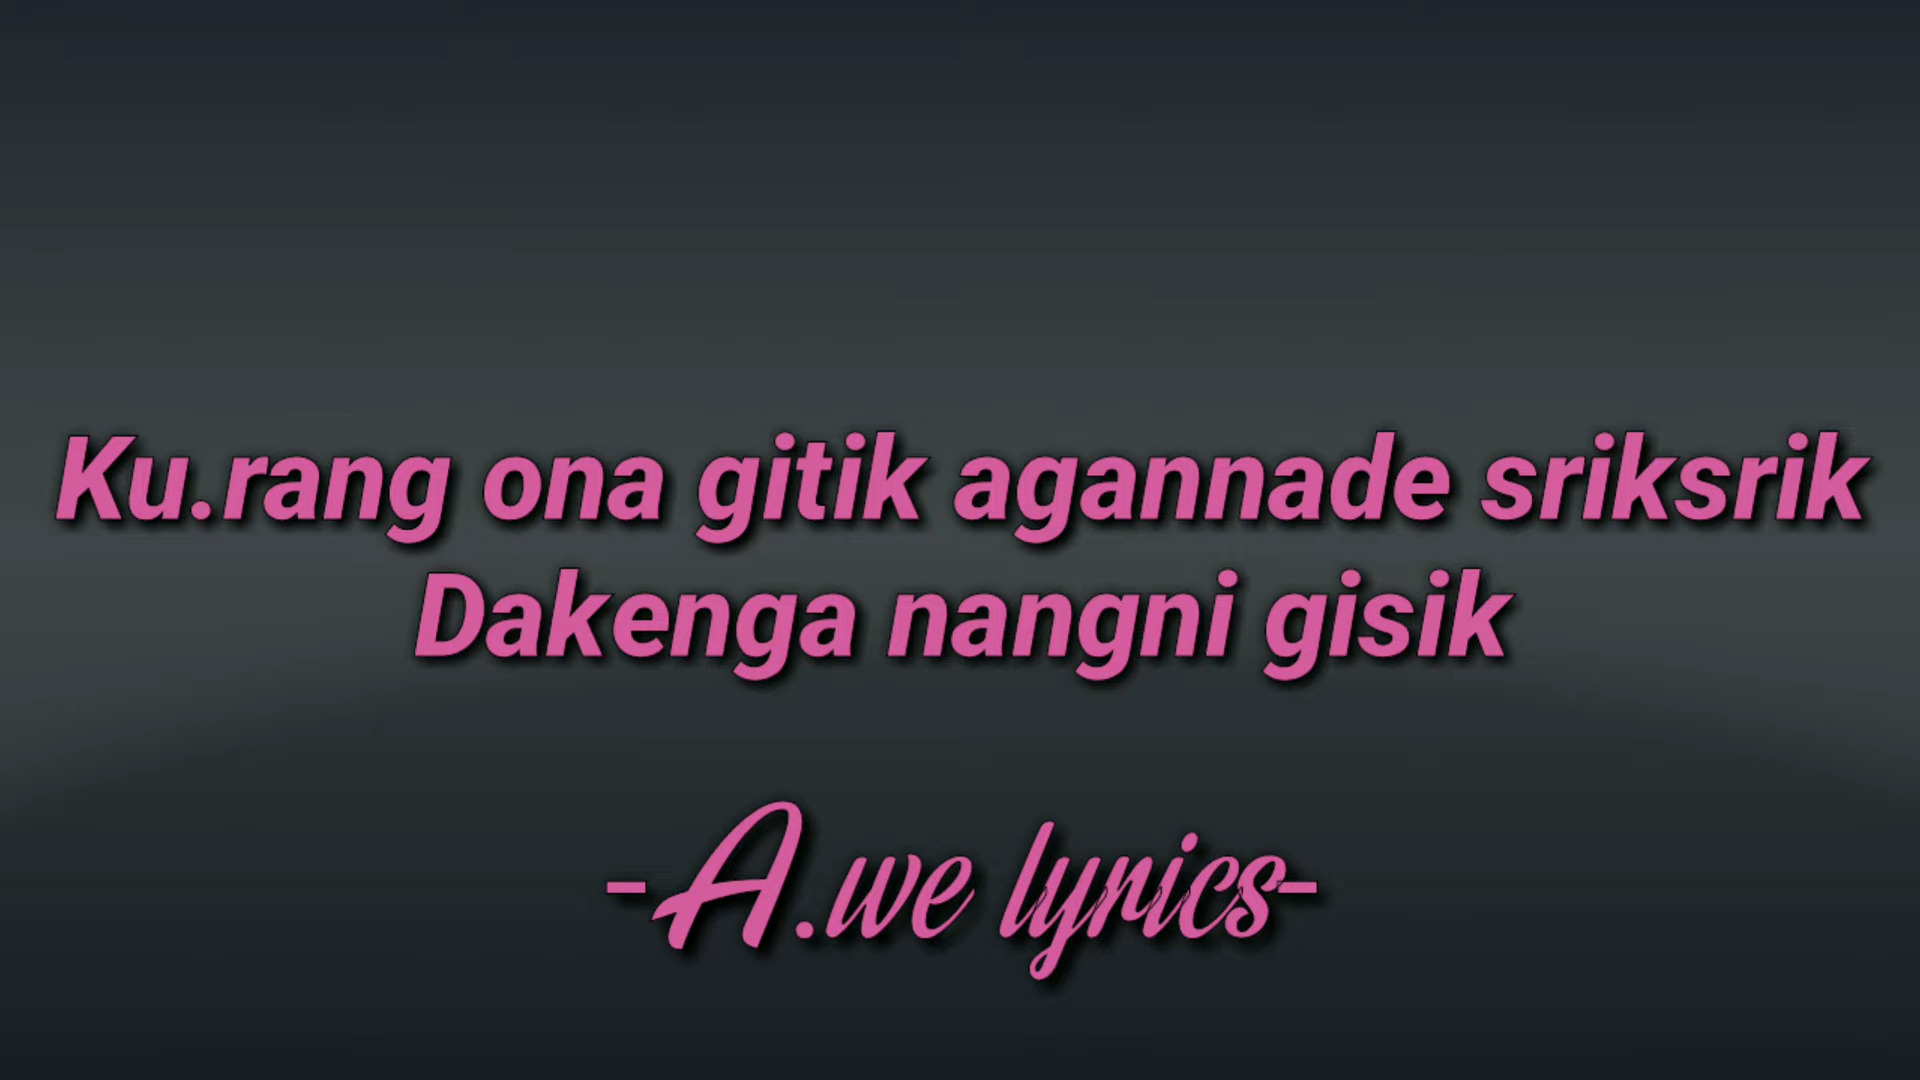 Ku.rang ona gitik agannade sriksrik
Dakenga nangni gisik
-A.we lyrics-